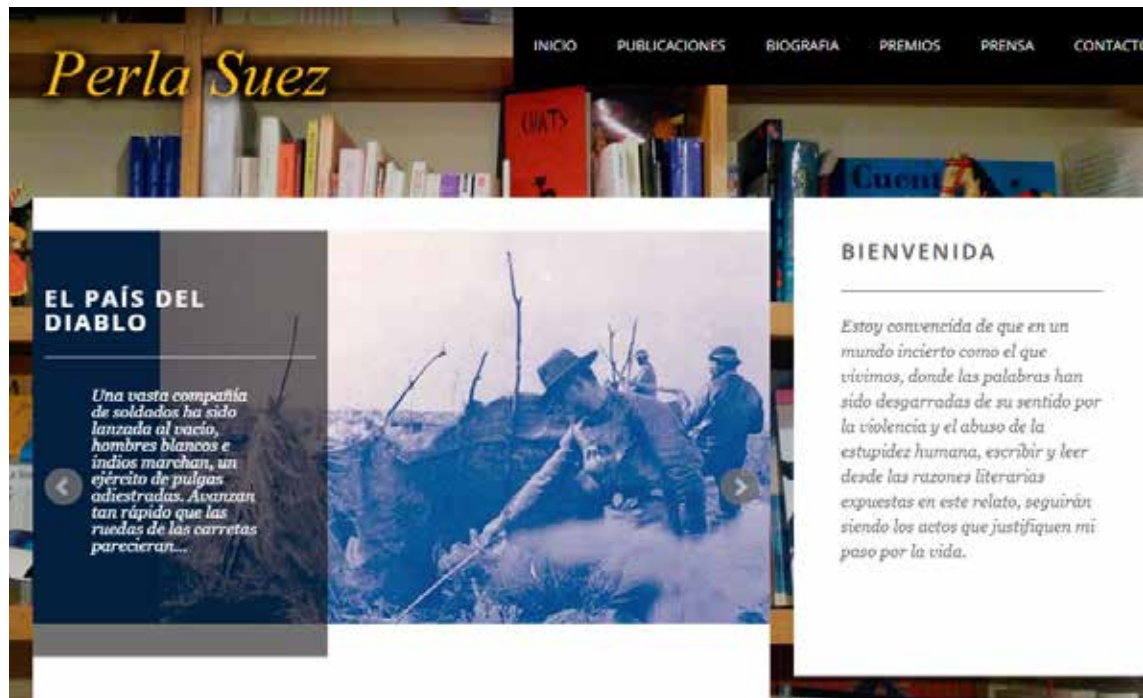 Perla Suez
INICIO PUBLICACIONES BIOGRAFIA PREMIOS PRENSA CONTACTO
CHATS
Cuent
EL PAÍS DEL
DIABLO
Una vasta compañía
de soldados ha sido
lanzada al vacío,
hombres blancos e
indios marchan, un
ejército de pulgas
adiestradas. Avanzan
tan rápido que las
ruedas de las carretas
parecieran...
BIENVENIDA
Estoy convencida de que en un
mundo incierto como el que
vivimos, donde las palabras han
sido desgarradas de su sentido por
la violencia y el abuso de la
estupidez humana, escribir y leer
desde las razones literarias
expuestas en este relato, seguirán
siendo los actos que justifiquen mi
paso por la vida.